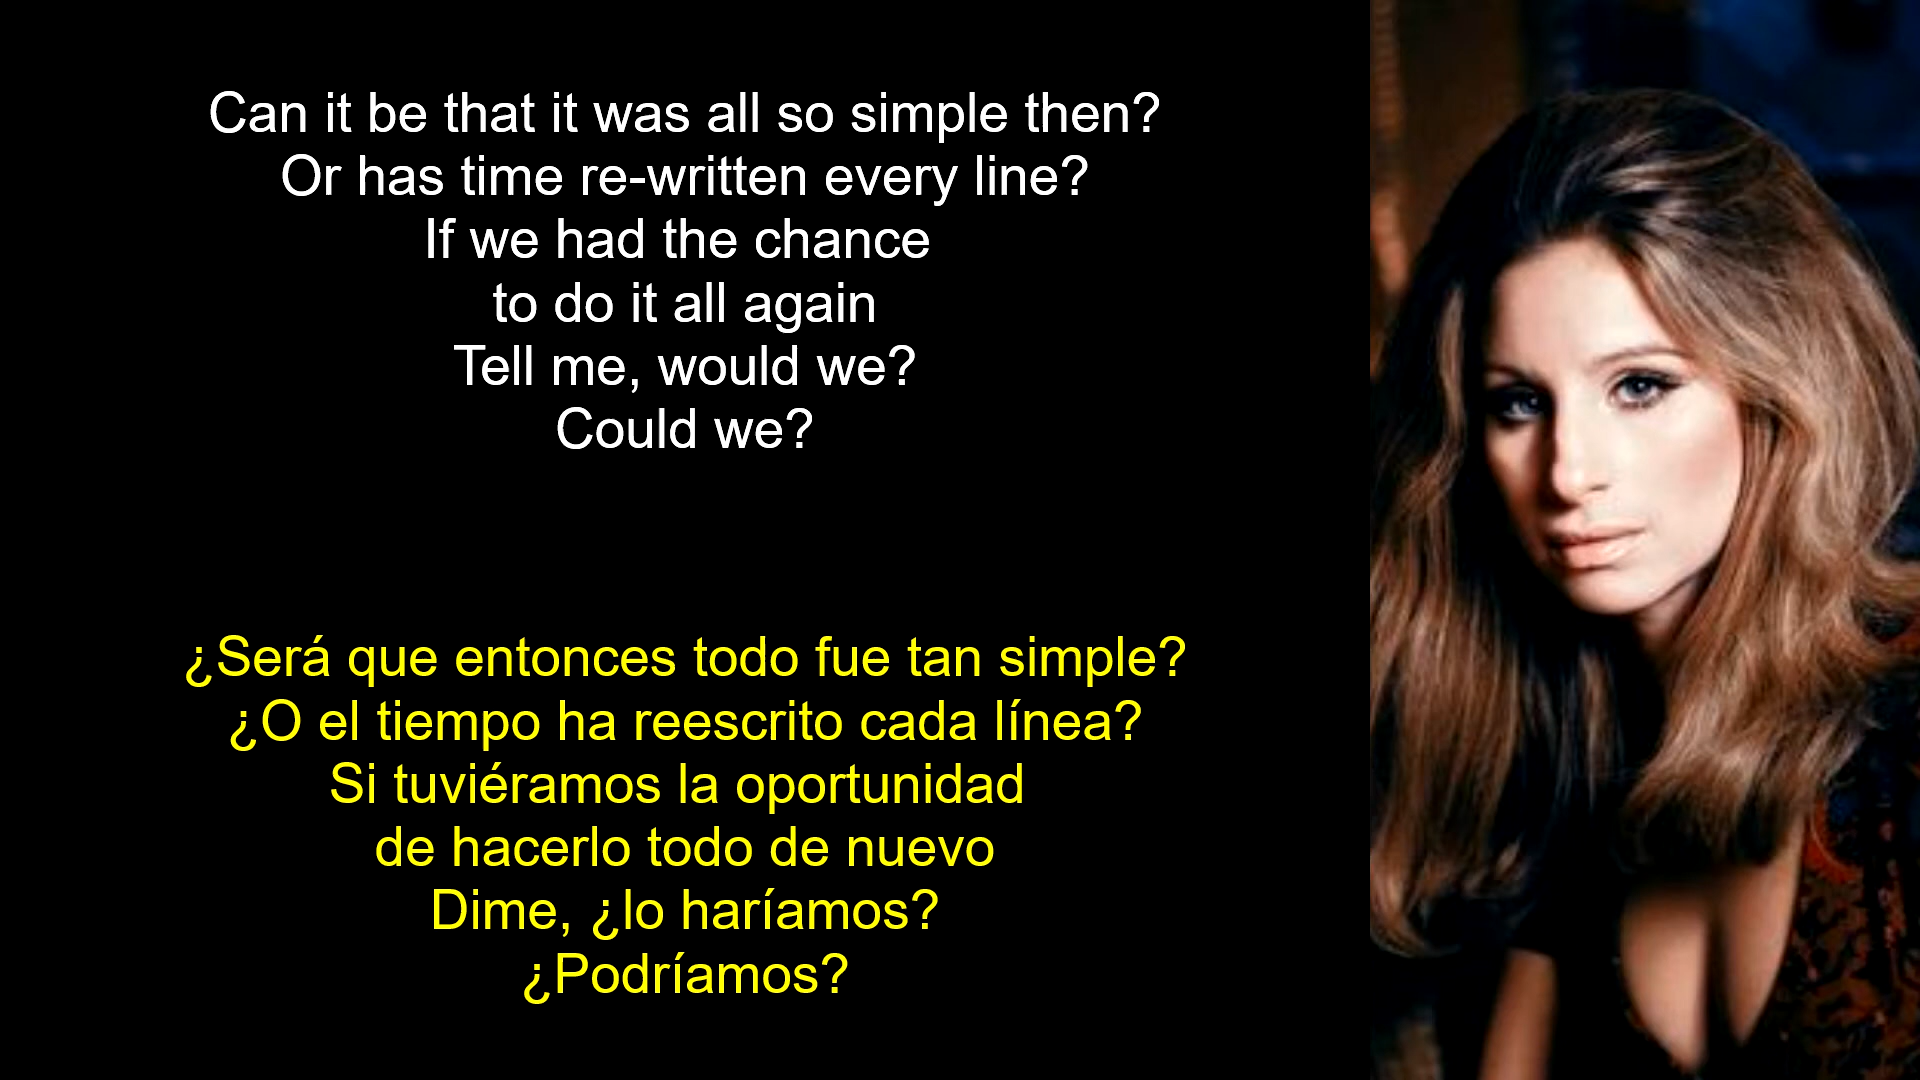 Can it be that it was all so simple then?
Or has time re-written every line?
If we had the chance
to do it all again
Tell me, would we?
Could we?
¿Será que entonces todo fue tan simple?
¿O el tiempo ha reescrito cada línea?
Si tuviéramos la oportunidad
de hacerlo todo de nuevo
Dime, ¿lo haríamos?
¿Podríamos?